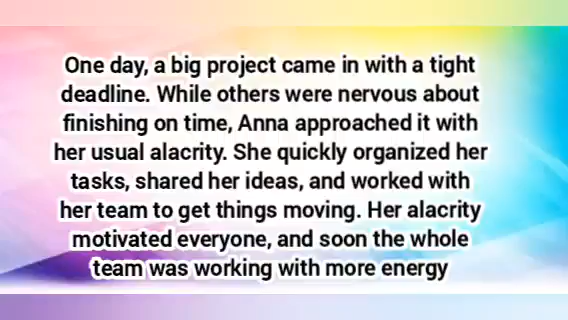 One day, a big project came in with a tight
deadline. While others were nervous about
finishing on time, Anna approached it with
her usual alacrity. She quickly organized her
tasks, shared her ideas, and worked with
her team to get things moving. Her alacrity
motivated everyone, and soon the whole
team was working with more energy